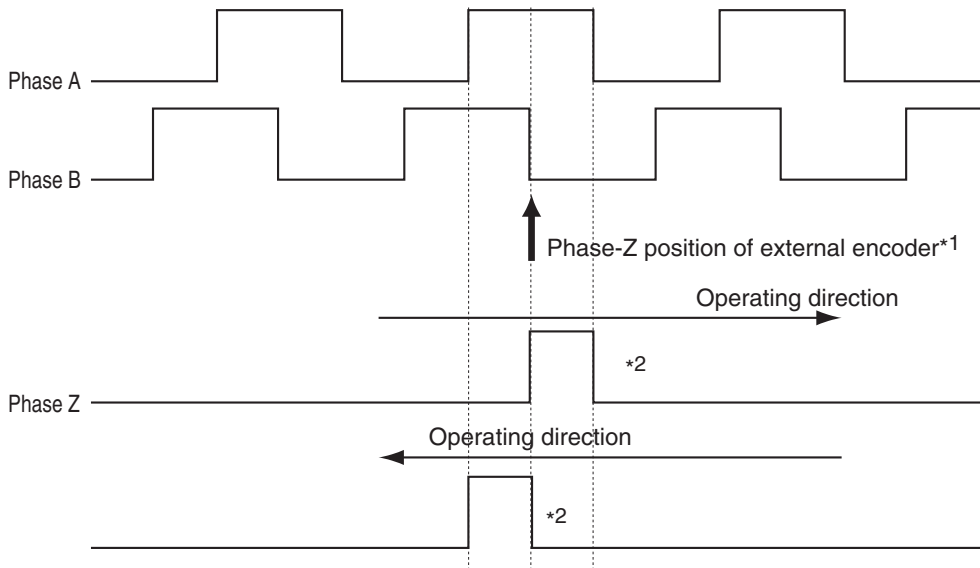 Phase A
Phase B
Phase-Z position of external encoder*1
Operating direction
*2
Phase Z
Operating direction
*2